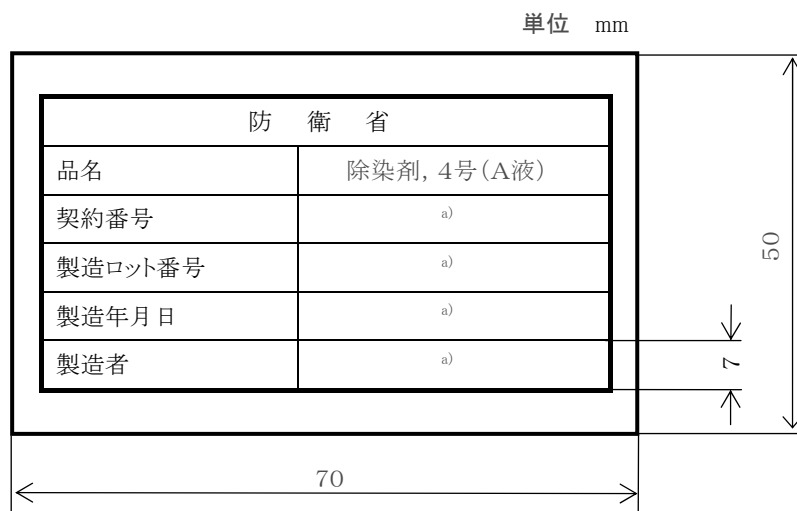 単位 mm
防 衛 省
品名 除染剤，4号（A液）
契約番号 a)
製造ロット番号 a)
製造年月日 a)
製造者 a)
50
7
70